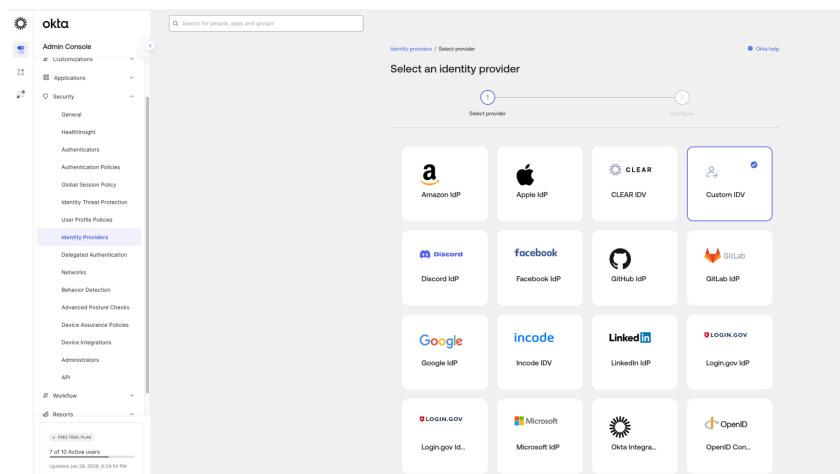 okta
Search for people, apps and groups
Admin Console
Customizations
Applications
Security
General
HealthInsight
Authenticators
Authentication Policies
Global Session Policy
Identity Threat Protection
User Profile Policies
Identity Providers
Delegated Authentication
Networks
Behavior Detection
Advanced Posture Checks
Device Assurance Policies
Device Integrations
Administrators
API
Workflow
Reports
FREE TRIAL PLAN
7 of 10 Active users
Updated Jan 28, 2026, 6:24:54 PM
Identity providers / Select provider
Okta help
Select an identity provider
1
2
Select provider
Configure
a
Amazon IdP
Apple IdP
CLEAR
CLEAR IDV
Custom IDV
Discord
Discord IdP
facebook
Facebook IdP
GitHub IdP
GitLab
GitLab IdP
Google
Google IdP
incode
Incode IDV
Linked in
LinkedIn IdP
LOGIN.GOV
Login.gov IdP
LOGIN.GOV
Login.gov Id...
Microsoft
Microsoft IdP
Okta Integra...
OpenID
OpenID Con...